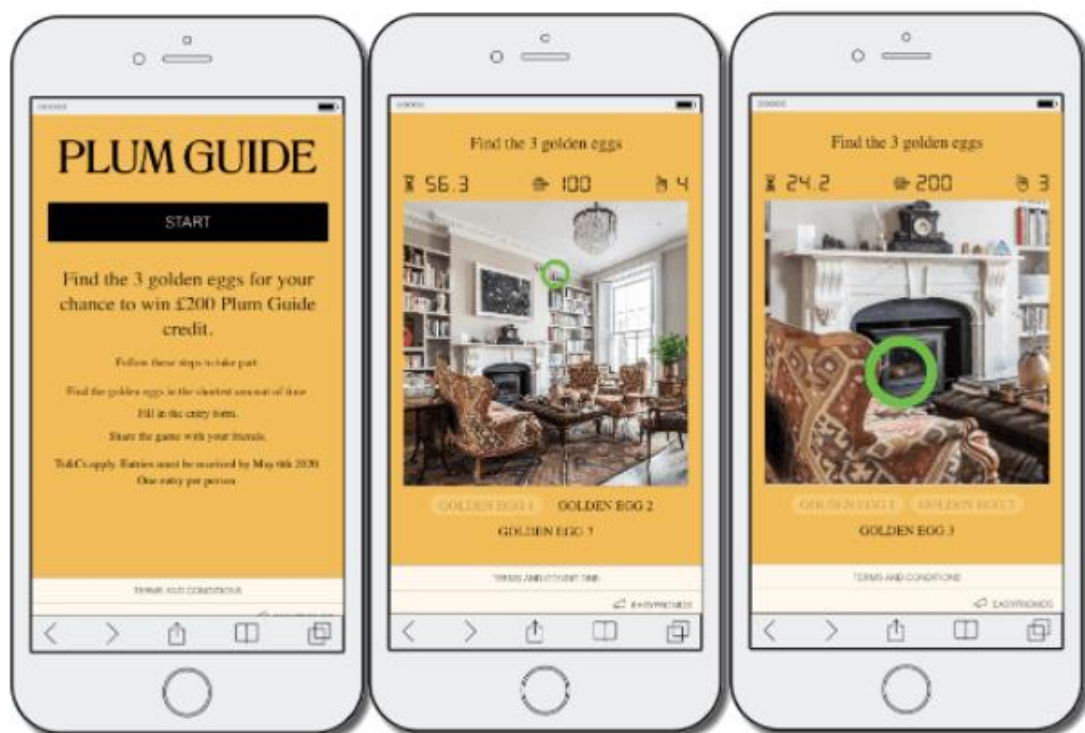 PLUM GUIDE
START
Find the 3 golden eggs for your
chance to win £200 Plum Guide
credit.
Follow these steps to take part
Find the golden eggs in the shortest amount of time
Fill in the entry form.
Share the game with your friends.
Ts&Cs apply. Entries must be received by May 6th 2020
One entry per person
TERMS AND CONDITIONS
Find the 3 golden eggs
56.3 100 4
GOLDEN EGG 1 GOLDEN EGG 2
GOLDEN EGG
TERMS AND CONDITIONS
EASYPROMOS
Find the 3 golden eggs
24.2 200 3
GOLDEN EGG 1 GOLDEN EGG 2
GOLDEN EGG 3
TERMS AND CONDITIONS
EASYPROMOS